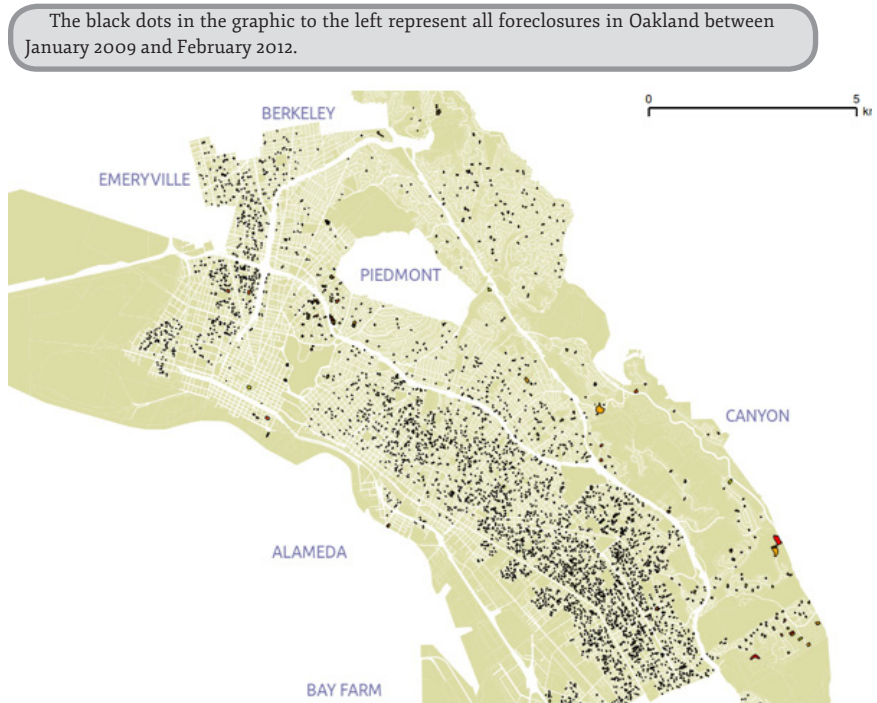 The black dots in the graphic to the left represent all foreclosures in Oakland between
January 2009 and February 2012.
0 5
km
BERKELEY
EMERYVILLE
PIEDMONT
CANYON
ALAMEDA
BAY FARM